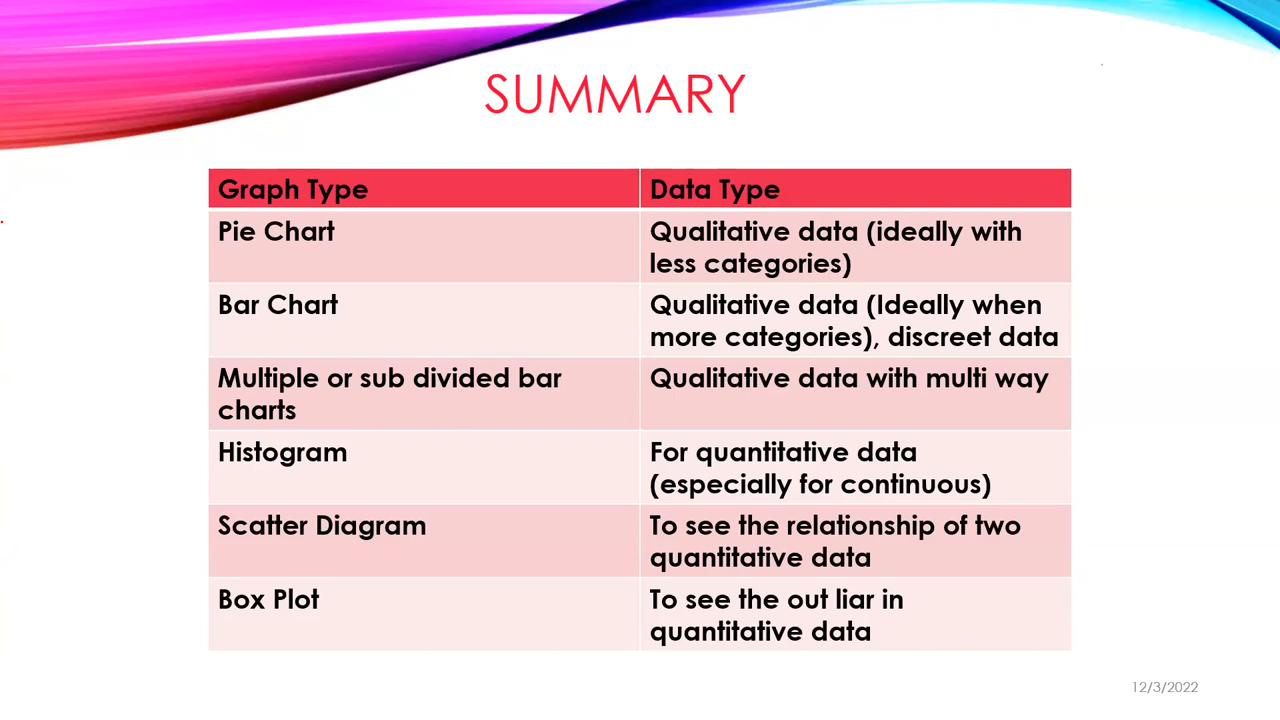 SUMMARY
Graph Type
Data Type
Pie Chart
Qualitative data (ideally with
less categories)
Bar Chart
Qualitative data (Ideally when
more categories), discreet data
Multiple or sub divided bar
charts
Qualitative data with multi way
Histogram
For quantitative data
(especially for continuous)
Scatter Diagram
To see the relationship of two
quantitative data
Box Plot
To see the out liar in
quantitative data
12/3/2022